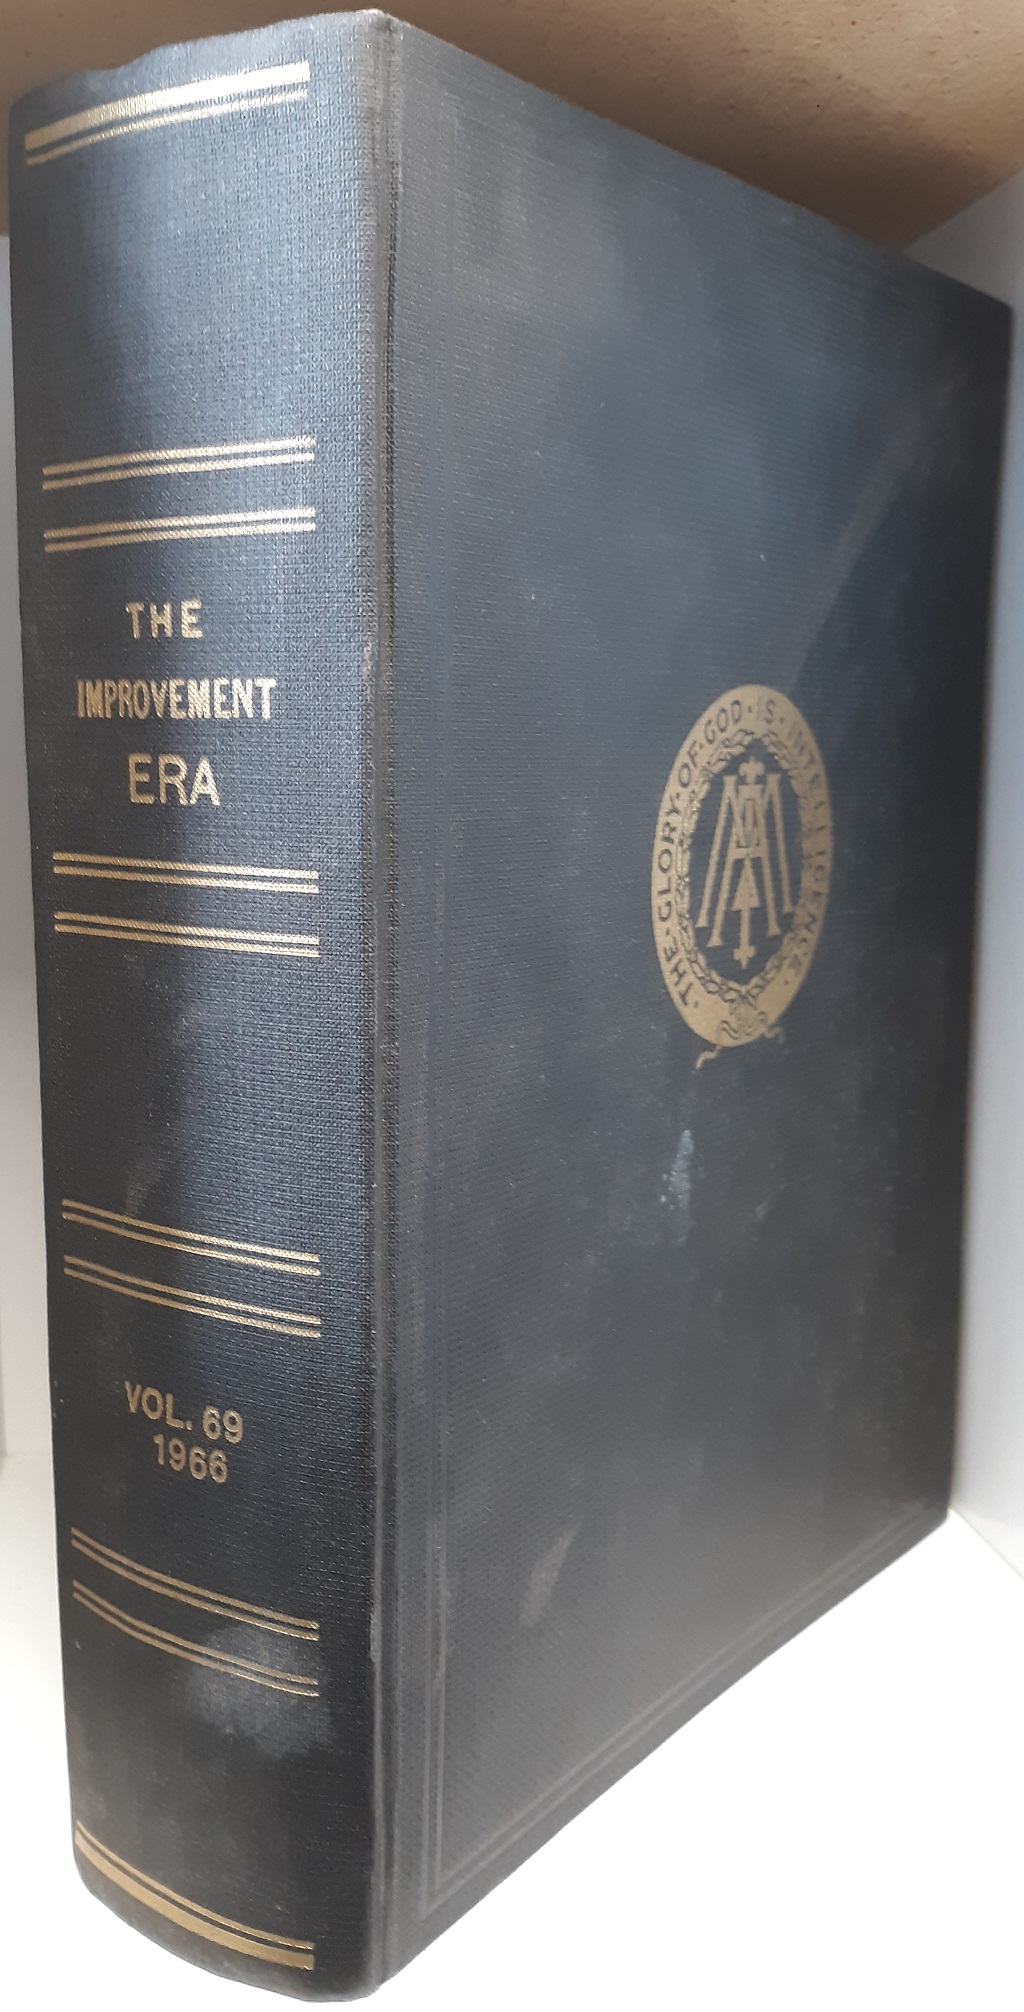 THE
IMPROVEMENT
ERA
VOL. 69
1966
· THE · GLORY · OF · GOD · IS · INTELLIGENCE ·